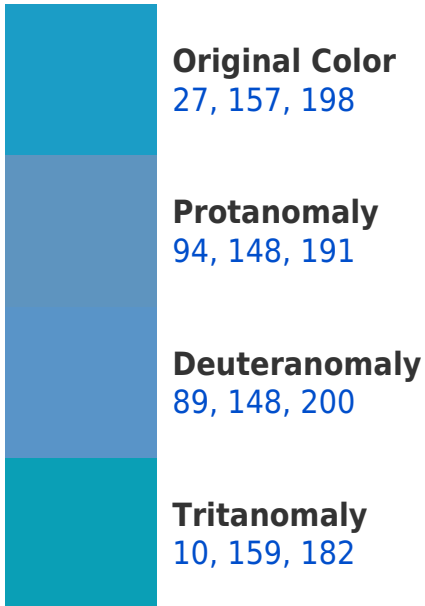 Original Color
27, 157, 198
Protanomaly
94, 148, 191
Deuteranomaly
89, 148, 200
Tritanomaly
10, 159, 182